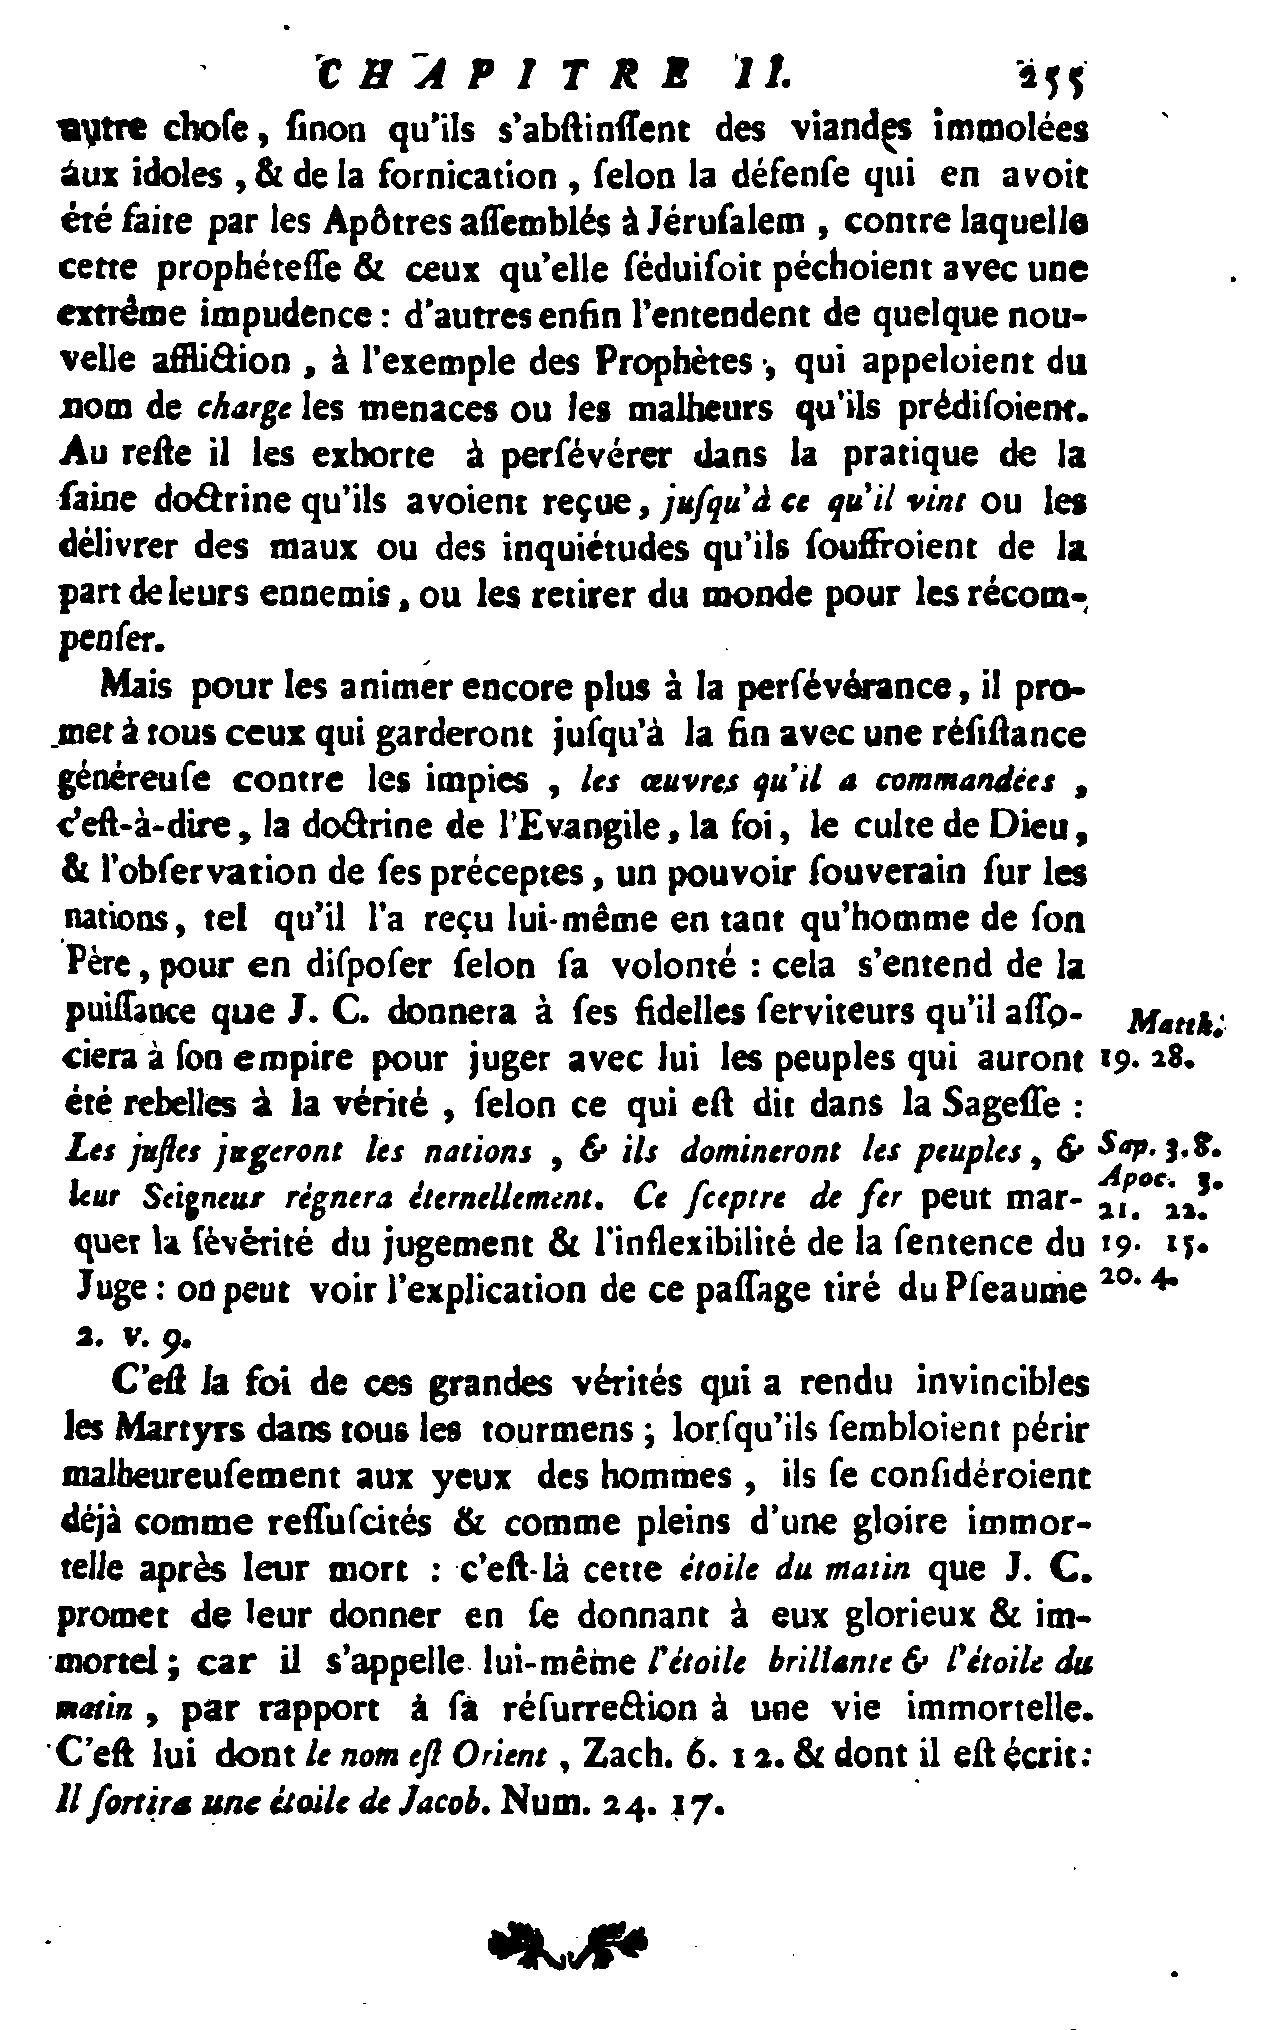 CHAPITRE II. 255
autre choſe, ſinon qu'ils s'abſtinſſent des viandes immolées
aux idoles, & de la fornication, ſelon la défenſe qui en avoit
été faite par les Apôtres aſſemblés à Jéruſalem, contre laquelle
cette prophéteſſe & ceux qu'elle ſéduiſoit péchoient avec une
extrême impudence : d'autres enfin l'entendent de quelque nou-
velle affliction, à l'exemple des Prophètes, qui appeloient du
nom de charge les menaces ou les malheurs qu'ils prédiſoient.
Au reſte il les exhorte à perſévérer dans la pratique de la
ſaine doctrine qu'ils avoient reçue, juſqu'à ce qu'il vint ou les
délivrer des maux ou des inquiétudes qu'ils ſouffroient de la
part de leurs ennemis, ou les retirer du monde pour les récom-
penſer.
Mais pour les animer encore plus à la perſévérance, il pro-
met à tous ceux qui garderont juſqu'à la fin avec une réſiſtance
généreuſe contre les impies, les œuvres qu'il a commandées,
c'eſt-à-dire, la doctrine de l'Evangile, la foi, le culte de Dieu,
& l'obſervation de ſes préceptes, un pouvoir ſouverain ſur les
nations, tel qu'il l'a reçu lui-même en tant qu'homme de ſon
Père, pour en diſpoſer ſelon ſa volonté : cela s'entend de la
puiſſance que J. C. donnera à ſes fidelles ſerviteurs qu'il aſſo-
ciera à ſon empire pour juger avec lui les peuples qui auront
été rebelles à la vérité, ſelon ce qui eſt dit dans la Sageſſe :
Les juſtes jugeront les nations, & ils domineront les peuples, &
leur Seigneur régnera éternellement. Ce ſceptre de fer peut mar-
quer la ſévérité du jugement & l'inflexibilité de la ſentence du
Juge : on peut voir l'explication de ce paſſage tiré du Pſeaume
2. v. 9.
Matth.
19. 28.
Sap. 3. 8.
Apoc. 3.
21. 22.
19. 15.
20. 4.
C'eſt la foi de ces grandes vérités qui a rendu invincibles
les Martyrs dans tous les tourmens ; lorſqu'ils ſembloient périr
malheureuſement aux yeux des hommes, ils ſe conſidéroient
déjà comme reſſuſcités & comme pleins d'une gloire immor-
telle après leur mort : c'eſt-là cette étoile du matin que J. C.
promet de leur donner en ſe donnant à eux glorieux & im-
mortel ; car il s'appelle lui-même l'étoile brillante & l'étoile du
matin, par rapport à ſa réſurrection à une vie immortelle.
C'eſt lui dont le nom eſt Orient, Zach. 6. 12. & dont il eſt écrit :
Il ſortira une étoile de Jacob. Num. 24. 17.